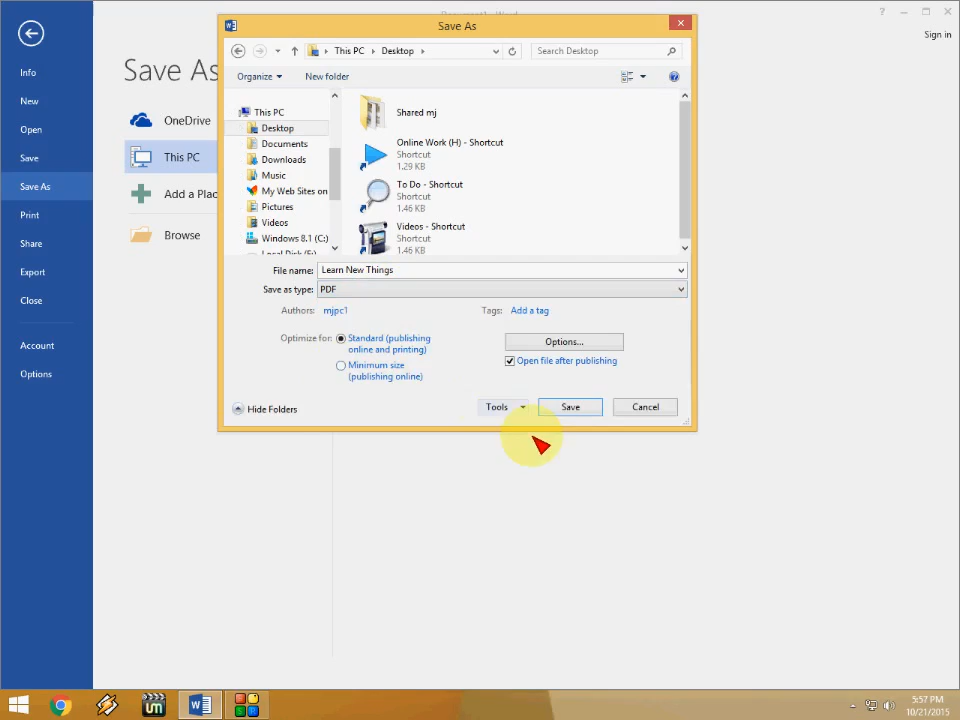 Save As
Sign in
Info
New
Open
Save
Save As
Print
Share
Export
Close
Account
Options
Save As
OneDrive
This PC
Add a Plac
Browse
This PC
Desktop
Search Desktop
Organize
New folder
This PC
Desktop
Documents
Downloads
Music
My Web Sites on
Pictures
Videos
Windows 8.1 (C:)
Shared mj
Online Work (H) - Shortcut
Shortcut
1.29 KB
To Do - Shortcut
Shortcut
1.46 KB
Videos - Shortcut
Shortcut
1.46 KB
File name: Learn New Things
Save as type: PDF
Authors: mjpc1
Tags: Add a tag
Optimize for: Standard (publishing
online and printing)
Minimum size
(publishing online)
Options...
Open file after publishing
Hide Folders
Tools
Save
Cancel
5:57 PM
10/21/2015